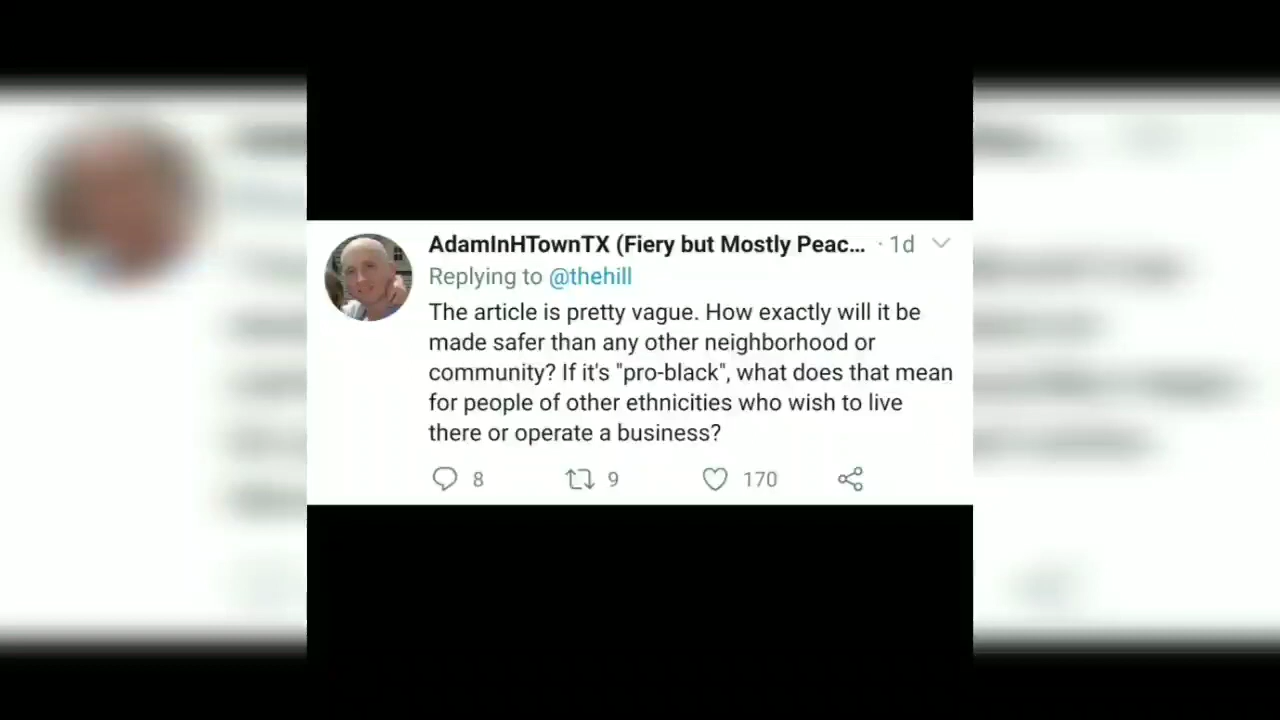 AdamInHTownTX (Fiery but Mostly Peac... · 1d
Replying to @thehill
The article is pretty vague. How exactly will it be
made safer than any other neighborhood or
community? If it's "pro-black", what does that mean
for people of other ethnicities who wish to live
there or operate a business?
8 9 170